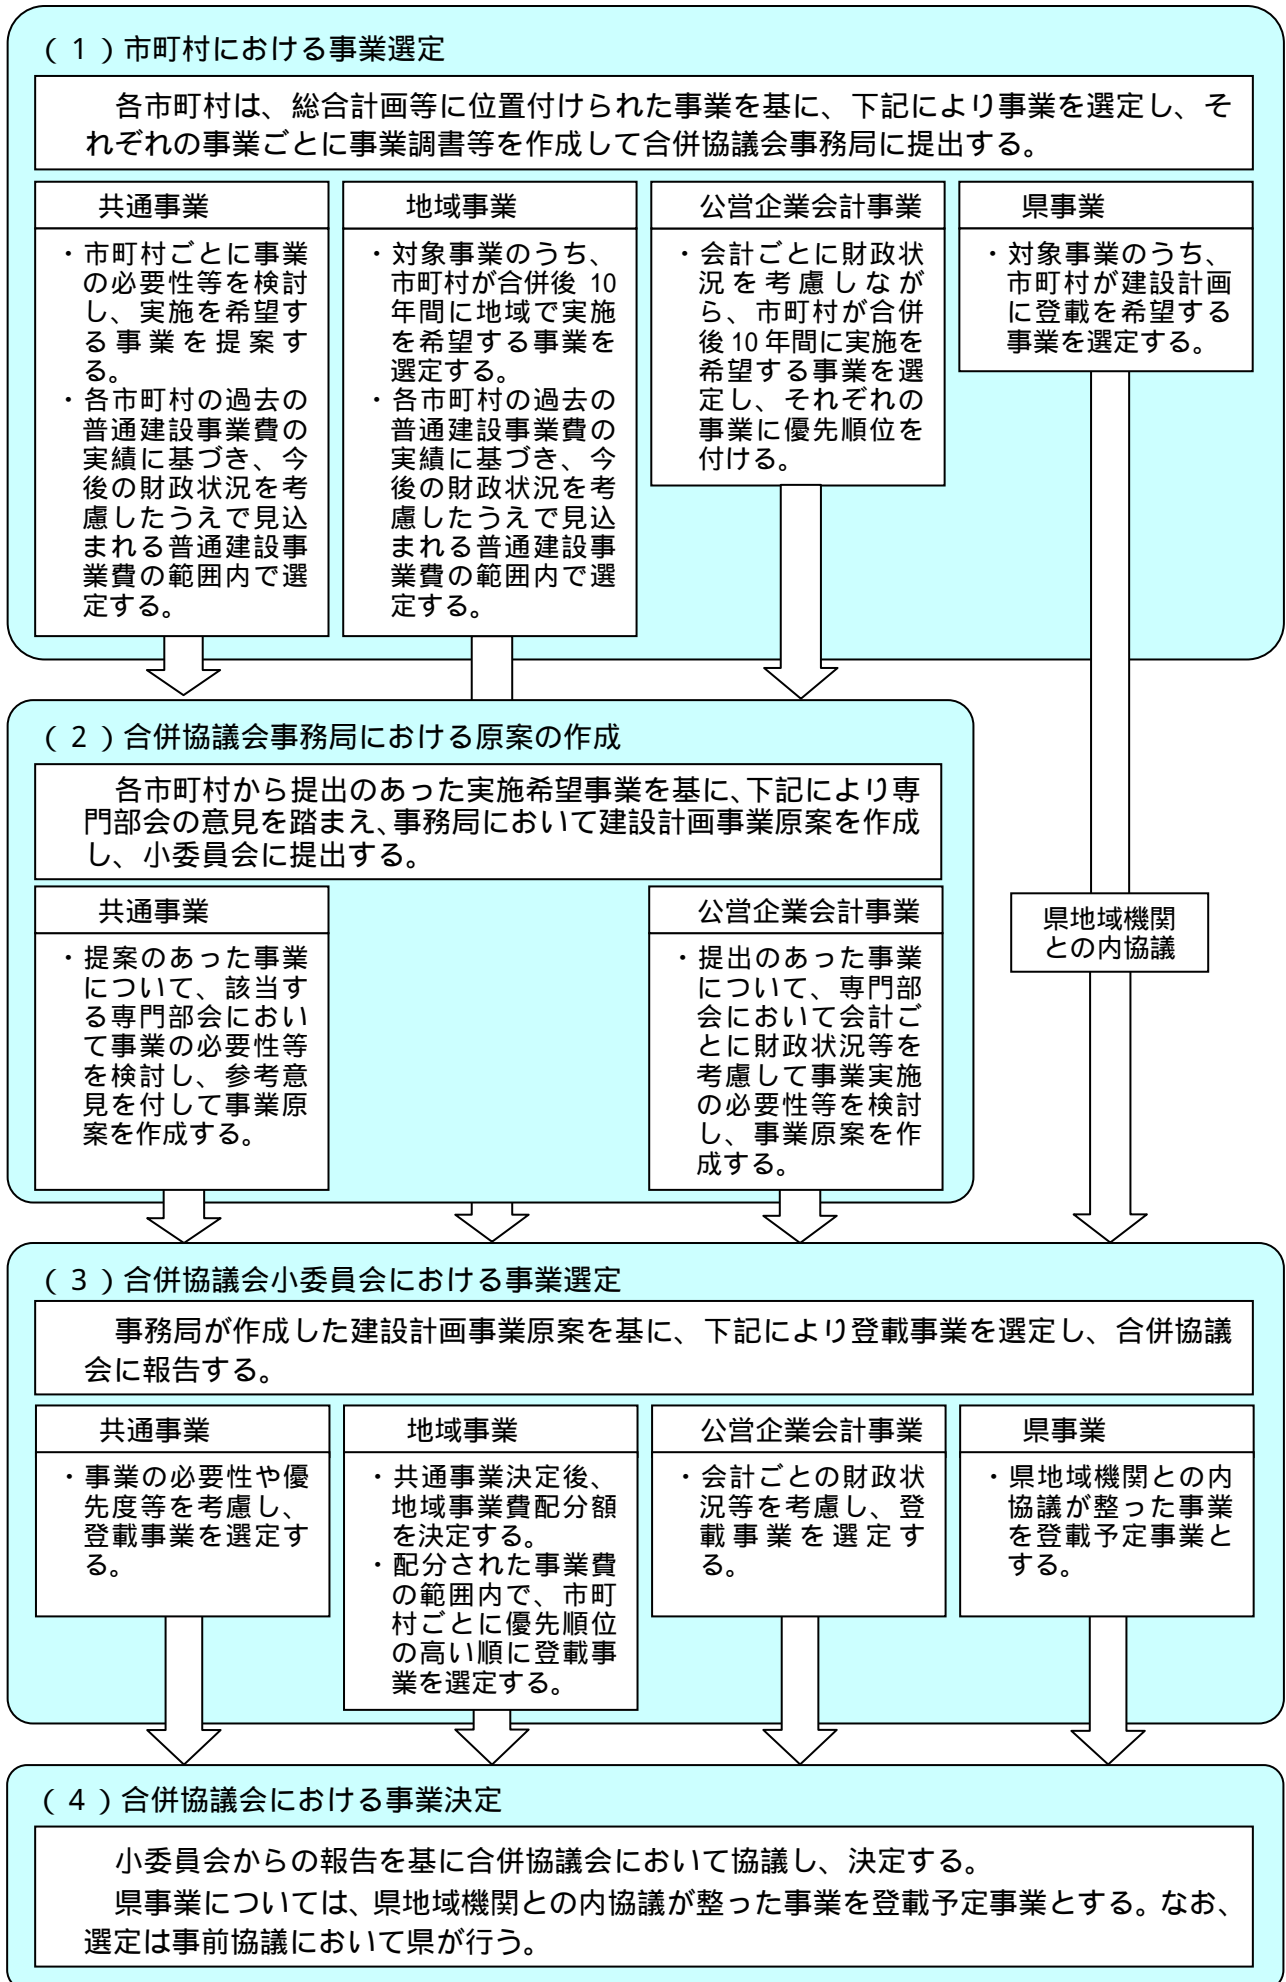 （１）市町村における事業選定
各市町村は、総合計画等に位置付けられた事業を基に、下記により事業を選定し、そ
れぞれの事業ごとに事業調書等を作成して合併協議会事務局に提出する。
共通事業
・市町村ごとに事業
の必要性等を検討
し、実施を希望す
る事業を提案す
る。
・各市町村の過去の
普通建設事業費の
実績に基づき、今
後の財政状況を考
慮したうえで見込
まれる普通建設事
業費の範囲内で選
定する。
地域事業
・対象事業のうち、
市町村が合併後 10
年間に地域で実施
を希望する事業を
選定する。
・各市町村の過去の
普通建設事業費の
実績に基づき、今
後の財政状況を考
慮したうえで見込
まれる普通建設事
業費の範囲内で選
定する。
公営企業会計事業
・会計ごとに財政状
況を考慮しなが
ら、市町村が合併
後 10 年間に実施を
希望する事業を選
定し、それぞれの
事業に優先順位を
付ける。
県事業
・対象事業のうち、
市町村が建設計画
に登載を希望する
事業を選定する。
（２）合併協議会事務局における原案の作成
各市町村から提出のあった実施希望事業を基に、下記により専
門部会の意見を踏まえ、事務局において建設計画事業原案を作成
し、小委員会に提出する。
共通事業
・提案のあった事業
について、該当す
る専門部会におい
て事業の必要性等
を検討し、参考意
見を付して事業原
案を作成する。
公営企業会計事業
・提出のあった事業
について、専門部
会において会計ご
とに財政状況等を
考慮して事業実施
の必要性等を検討
し、事業原案を作
成する。
県地域機関
との内協議
（３）合併協議会小委員会における事業選定
事務局が作成した建設計画事業原案を基に、下記により登載事業を選定し、合併協議
会に報告する。
共通事業
・事業の必要性や優
先度等を考慮し、
登載事業を選定す
る。
地域事業
・共通事業決定後、
地域事業費配分額
を決定する。
・配分された事業費
の範囲内で、市町
村ごとに優先順位
の高い順に登載事
業を選定する。
公営企業会計事業
・会計ごとの財政状
況等を考慮し、登
載事業を選定す
る。
県事業
・県地域機関との内
協議が整った事業
を登載予定事業と
する。
（４）合併協議会における事業決定
小委員会からの報告を基に合併協議会において協議し、決定する。
県事業については、県地域機関との内協議が整った事業を登載予定事業とする。なお、
選定は事前協議において県が行う。